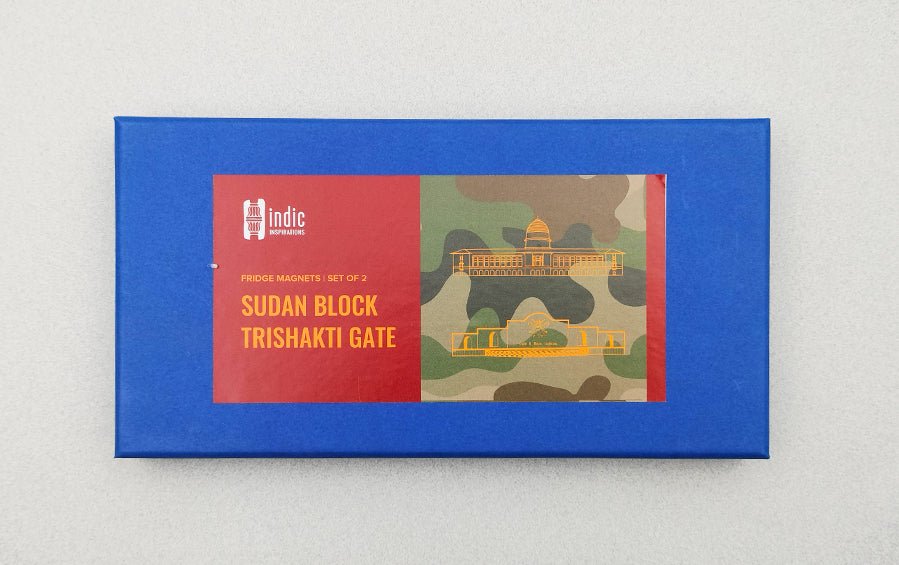 indic
INSPIRATIONS
FRIDGE MAGNETS | SET OF 2
SUDAN BLOCK
TRISHAKTI GATE